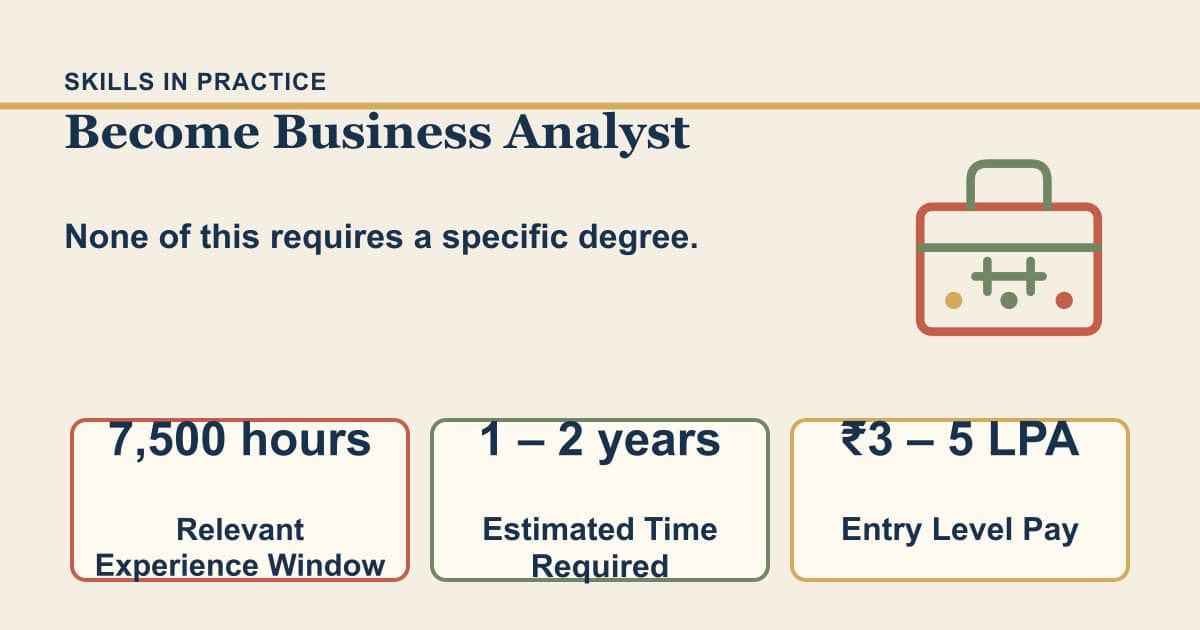 SKILLS IN PRACTICE
Become Business Analyst
None of this requires a specific degree.
7,500 hours
Relevant
Experience Window
1 – 2 years
Estimated Time
Required
₹3 – 5 LPA
Entry Level Pay